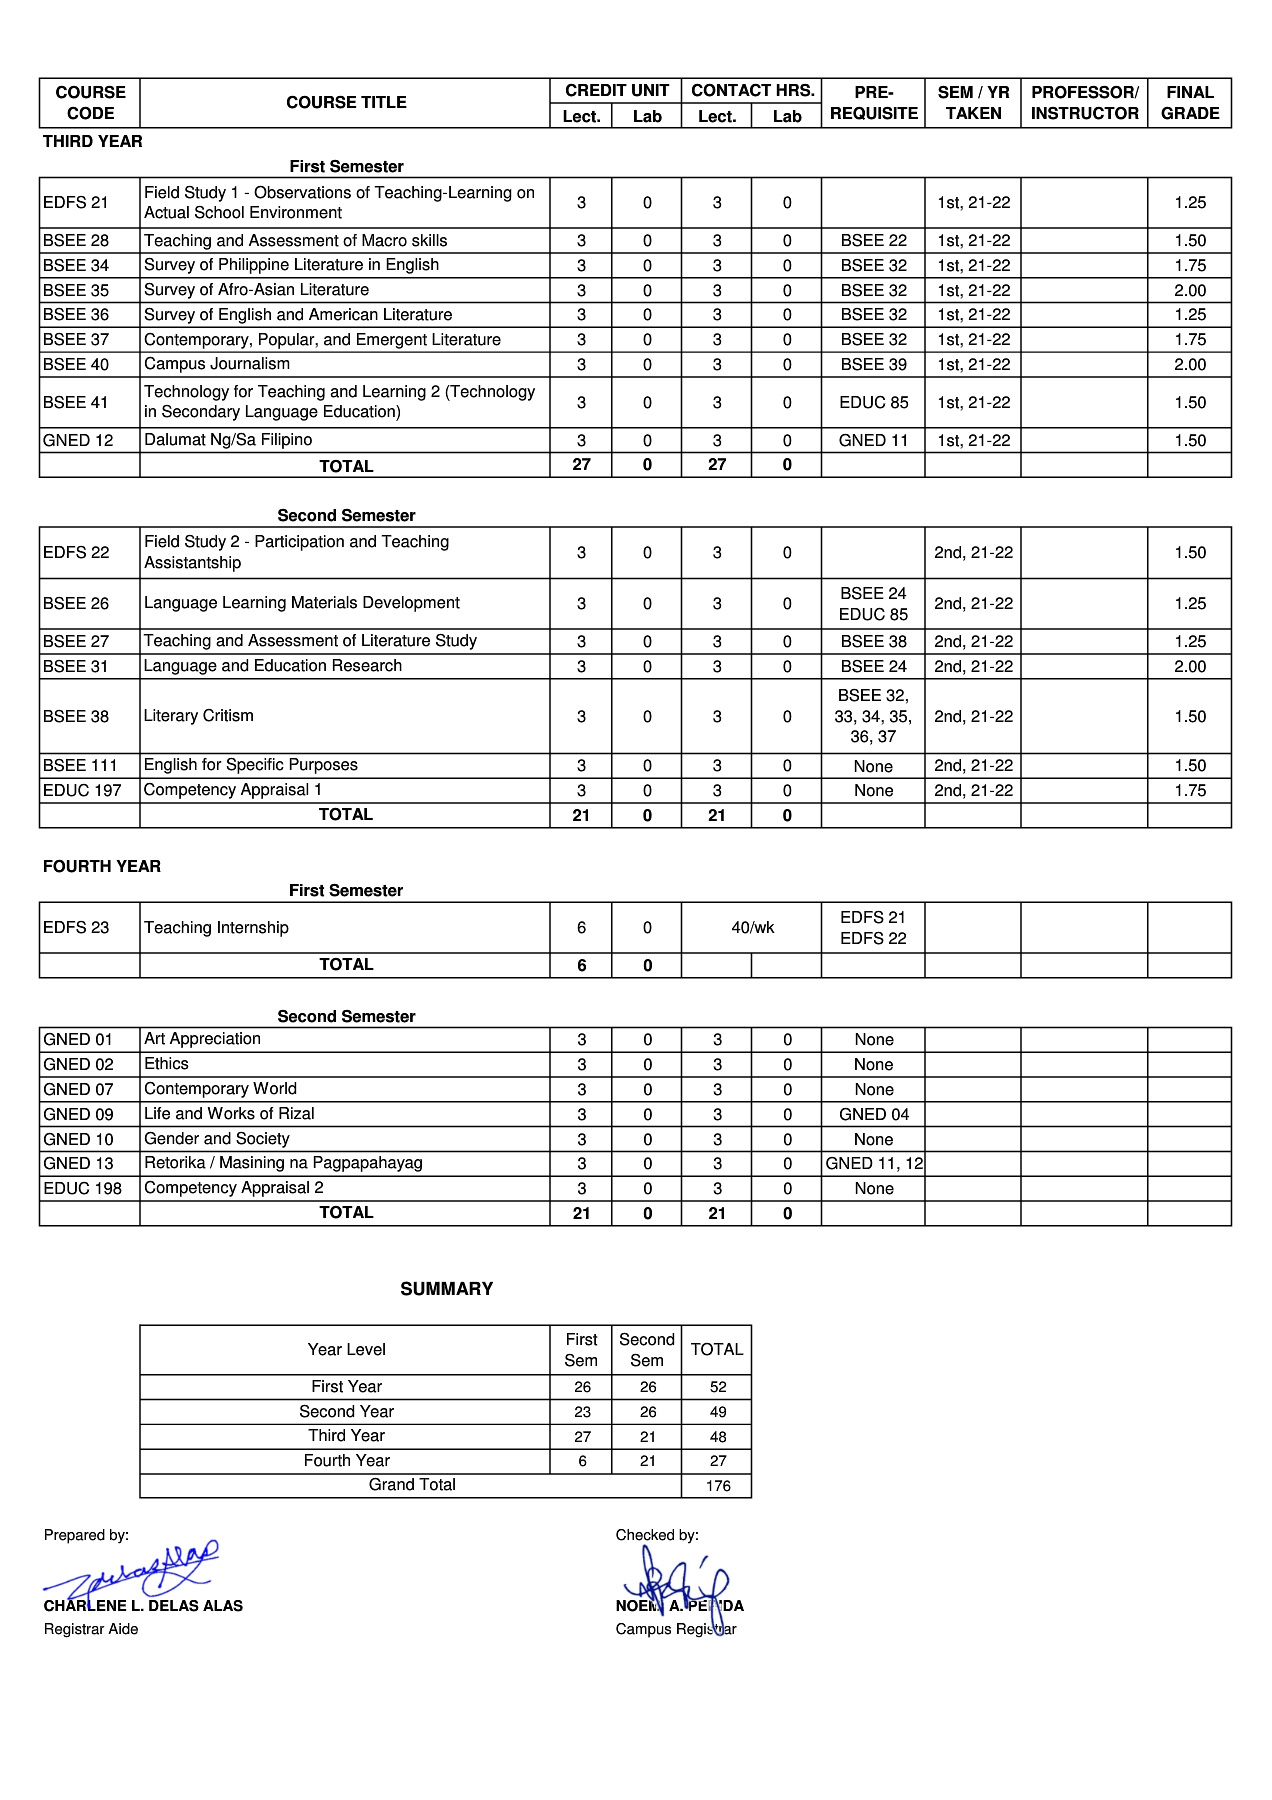 COURSE CODE COURSE TITLE CREDIT UNIT CONTACT HRS. PRE-REQUISITE SEM / YR TAKEN PROFESSOR/ INSTRUCTOR FINAL GRADE
Lect. Lab Lect. Lab
THIRD YEAR
First Semester
EDFS 21 Field Study 1 - Observations of Teaching-Learning on Actual School Environment 3 0 3 0 1st, 21-22 1.25
BSEE 28 Teaching and Assessment of Macro skills 3 0 3 0 BSEE 22 1st, 21-22 1.50
BSEE 34 Survey of Philippine Literature in English 3 0 3 0 BSEE 32 1st, 21-22 1.75
BSEE 35 Survey of Afro-Asian Literature 3 0 3 0 BSEE 32 1st, 21-22 2.00
BSEE 36 Survey of English and American Literature 3 0 3 0 BSEE 32 1st, 21-22 1.25
BSEE 37 Contemporary, Popular, and Emergent Literature 3 0 3 0 BSEE 32 1st, 21-22 1.75
BSEE 40 Campus Journalism 3 0 3 0 BSEE 39 1st, 21-22 2.00
BSEE 41 Technology for Teaching and Learning 2 (Technology in Secondary Language Education) 3 0 3 0 EDUC 85 1st, 21-22 1.50
GNED 12 Dalumat Ng/Sa Filipino 3 0 3 0 GNED 11 1st, 21-22 1.50
TOTAL 27 0 27 0
Second Semester
EDFS 22 Field Study 2 - Participation and Teaching Assistantship 3 0 3 0 2nd, 21-22 1.50
BSEE 26 Language Learning Materials Development 3 0 3 0 BSEE 24 EDUC 85 2nd, 21-22 1.25
BSEE 27 Teaching and Assessment of Literature Study 3 0 3 0 BSEE 38 2nd, 21-22 1.25
BSEE 31 Language and Education Research 3 0 3 0 BSEE 24 2nd, 21-22 2.00
BSEE 38 Literary Critism 3 0 3 0 BSEE 32, 33, 34, 35, 36, 37 2nd, 21-22 1.50
BSEE 111 English for Specific Purposes 3 0 3 0 None 2nd, 21-22 1.50
EDUC 197 Competency Appraisal 1 3 0 3 0 None 2nd, 21-22 1.75
TOTAL 21 0 21 0
FOURTH YEAR
First Semester
EDFS 23 Teaching Internship 6 0 40/wk EDFS 21 EDFS 22
TOTAL 6 0
Second Semester
GNED 01 Art Appreciation 3 0 3 0 None
GNED 02 Ethics 3 0 3 0 None
GNED 07 Contemporary World 3 0 3 0 None
GNED 09 Life and Works of Rizal 3 0 3 0 GNED 04
GNED 10 Gender and Society 3 0 3 0 None
GNED 13 Retorika / Masining na Pagpapahayag 3 0 3 0 GNED 11, 12
EDUC 198 Competency Appraisal 2 3 0 3 0 None
TOTAL 21 0 21 0
SUMMARY
Year Level First Sem Second Sem TOTAL
First Year 26 26 52
Second Year 23 26 49
Third Year 27 21 48
Fourth Year 6 21 27
Grand Total 176
Prepared by: Checked by:
CHARLENE L. DELAS ALAS A.
Registrar Aide Campus Registrar